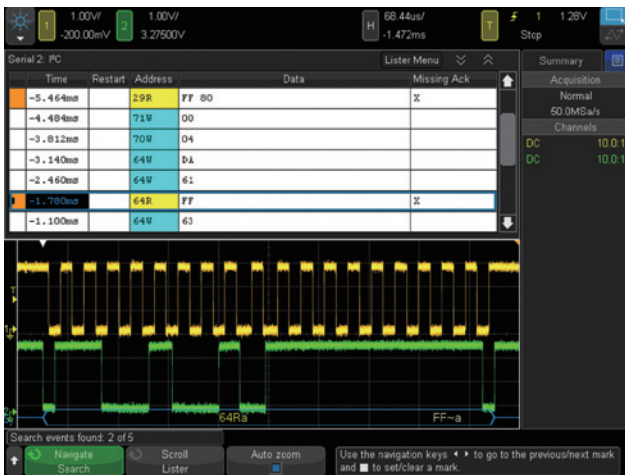 1 1.00V/ 2 1.00V/ H 68.44us/ T 1 1.28V
-200.00mV 3.27500V -1.472ms Stop
Serial 2: I²C Lister Menu Summary
Time Restart Address Data Missing Ack
-5.464ms 29R FF 80 X
-4.484ms 71W 00
-3.812ms 70W 04
-3.140ms 64W DA
-2.460ms 64W 61
-1.780ms 64R FF X
-1.100ms 64W 63
Acquisition
Normal
50.0MSa/s
Channels
DC 10.0:1
DC 10.0:1
T
64Ra FF~a
Search events found: 2 of 5
Navigate Search
Scroll Lister
Auto zoom
Use the navigation keys ◄ ► to go to the previous/next mark
and ■ to set/clear a mark.